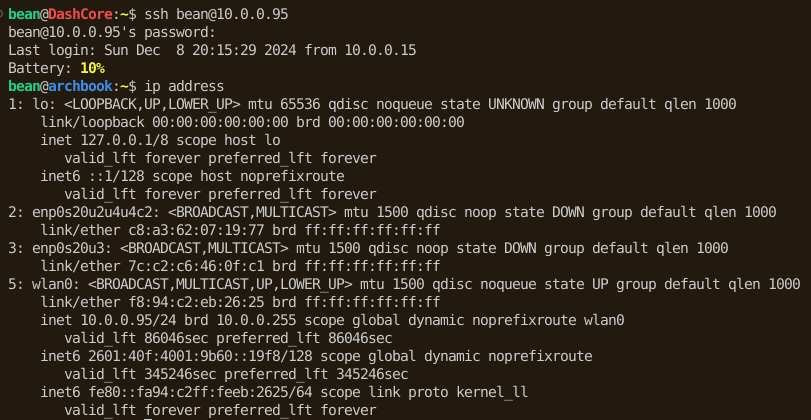 bean@DashCore:~$ ssh bean@10.0.0.95
bean@10.0.0.95's password:
Last login: Sun Dec  8 20:15:29 2024 from 10.0.0.15
Battery: 10%
bean@archbook:~$ ip address
1: lo: <LOOPBACK,UP,LOWER_UP> mtu 65536 qdisc noqueue state UNKNOWN group default qlen 1000
    link/loopback 00:00:00:00:00:00 brd 00:00:00:00:00:00
    inet 127.0.0.1/8 scope host lo
       valid_lft forever preferred_lft forever
    inet6 ::1/128 scope host noprefixroute
       valid_lft forever preferred_lft forever
2: enp0s20u2u4u4c2: <BROADCAST,MULTICAST> mtu 1500 qdisc noop state DOWN group default qlen 1000
    link/ether c8:a3:62:07:19:77 brd ff:ff:ff:ff:ff:ff
3: enp0s20u3: <BROADCAST,MULTICAST> mtu 1500 qdisc noop state DOWN group default qlen 1000
    link/ether 7c:c2:c6:46:0f:c1 brd ff:ff:ff:ff:ff:ff
5: wlan0: <BROADCAST,MULTICAST,UP,LOWER_UP> mtu 1500 qdisc noqueue state UP group default qlen 1000
    link/ether f8:94:c2:eb:26:25 brd ff:ff:ff:ff:ff:ff
    inet 10.0.0.95/24 brd 10.0.0.255 scope global dynamic noprefixroute wlan0
       valid_lft 86046sec preferred_lft 86046sec
    inet6 2601:40f:4001:9b60::19f8/128 scope global dynamic noprefixroute
       valid_lft 345246sec preferred_lft 345246sec
    inet6 fe80::fa94:c2ff:feeb:2625/64 scope link proto kernel_ll
       valid_lft forever preferred_lft forever